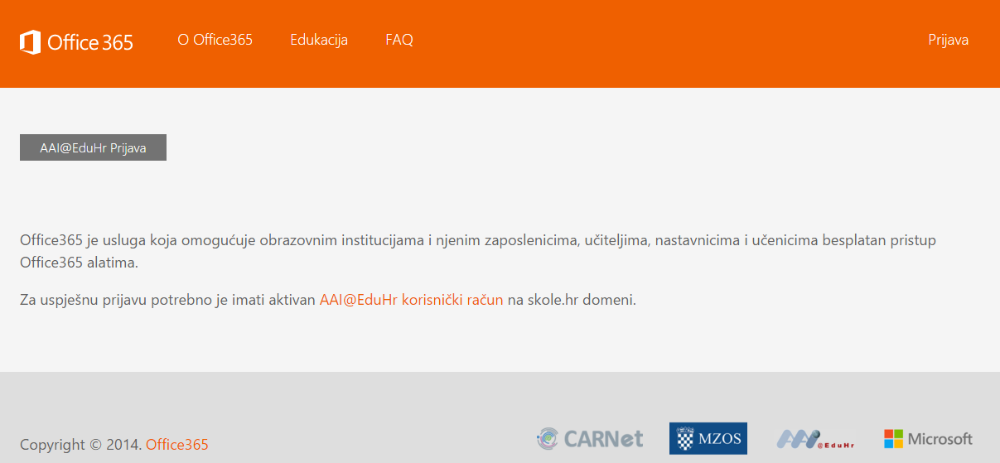 Office 365 O Office365 Edukacija FAQ Prijava
AAI@EduHr Prijava
Office365 je usluga koja omogućuje obrazovnim institucijama i njenim zaposlenicima, učiteljima, nastavnicima i učenicima besplatan pristup
Office365 alatima.
Za uspješnu prijavu potrebno je imati aktivan AAI@EduHr korisnički račun na skole.hr domeni.
Copyright © 2014. Office365 CARNet MZOS AAI @EduHr Microsoft